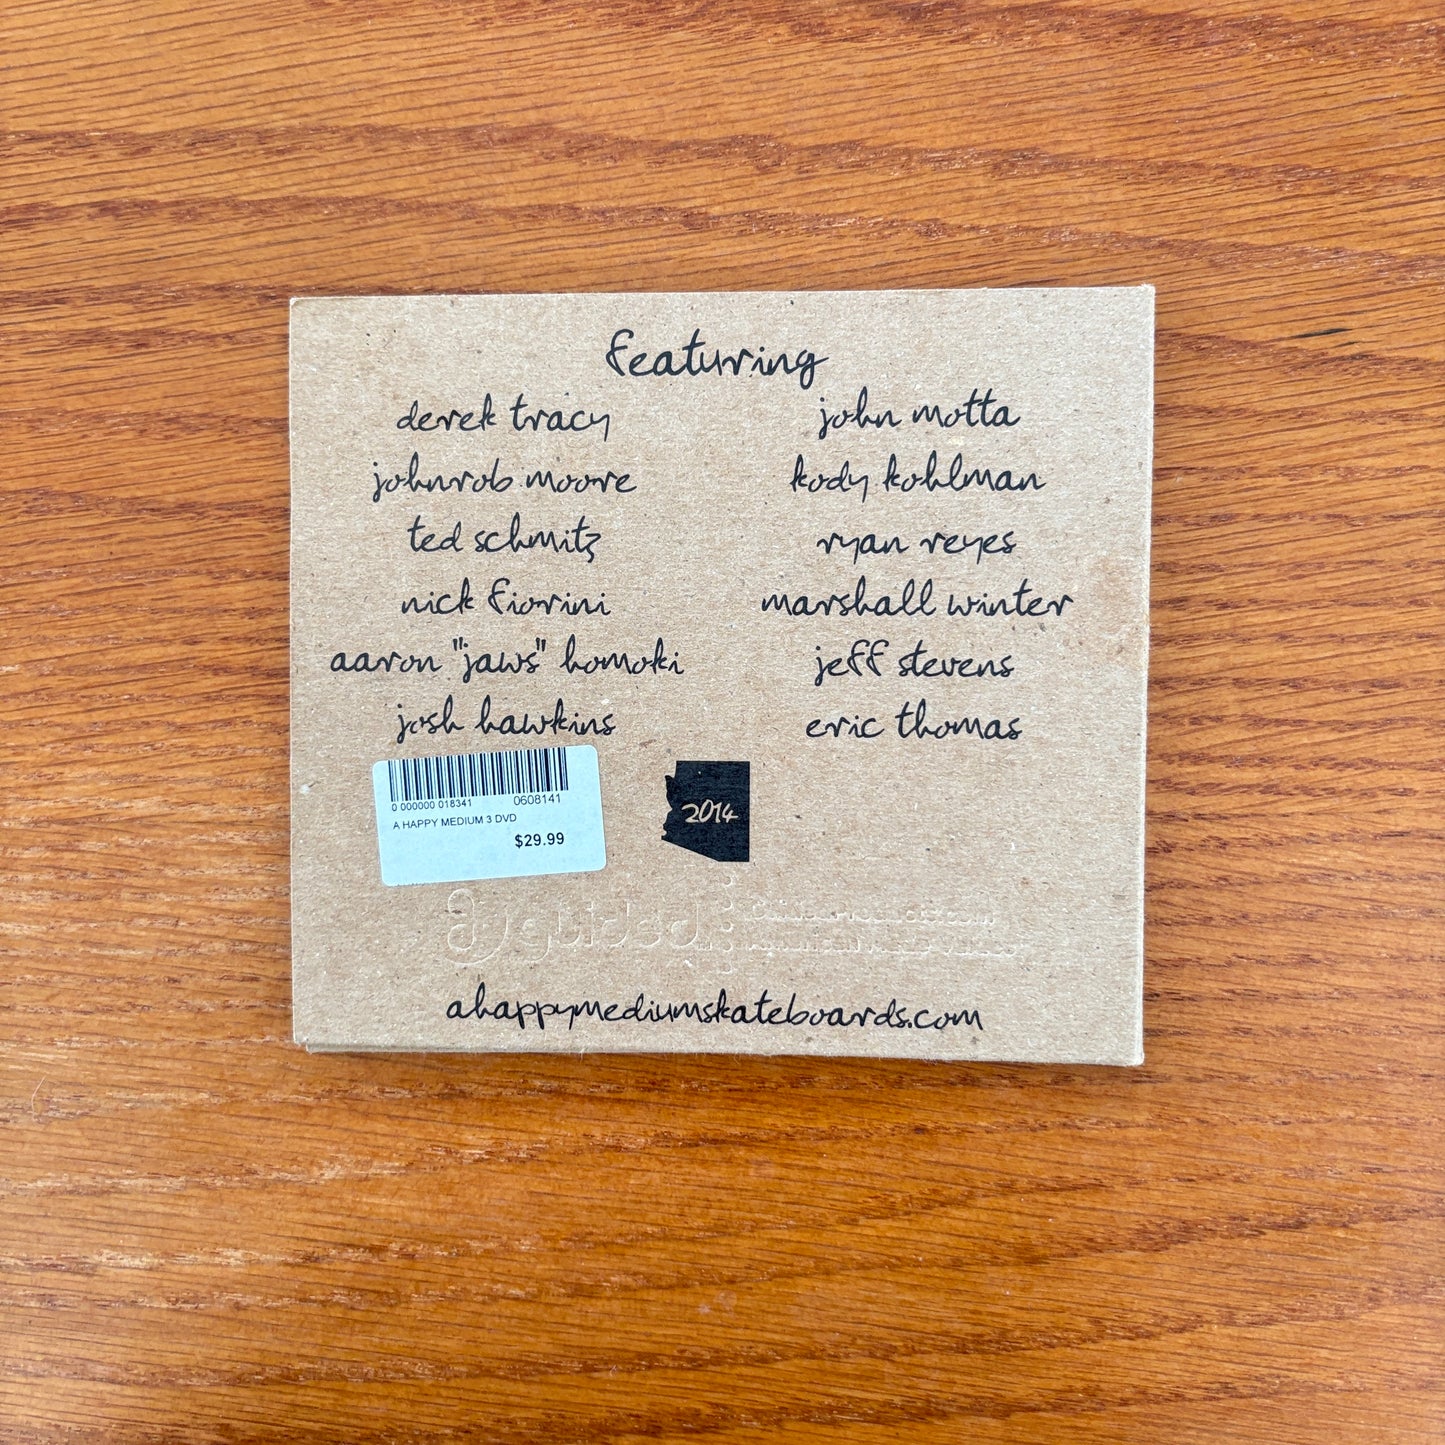 featuring
derek tracy
johnrob moore
ted schmitz
nick fiorini
aaron "jaws" homoki
josh hawkins
john motta
kody kohlman
ryan reyes
marshall winter
jeff stevens
eric thomas
0 000000 018341 0608141
A HAPPY MEDIUM 3 DVD
$29.99
2014
guided
ahappymediumskateboards.com